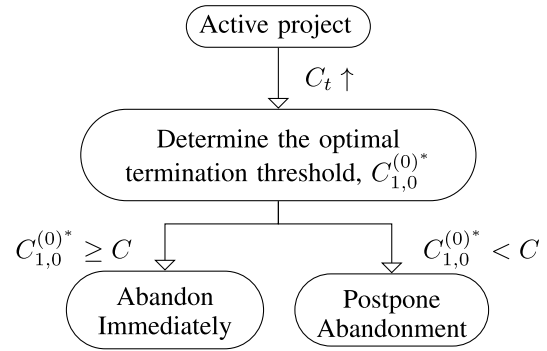 Active project
C_t ↑
Determine the optimal
termination threshold, C_{1,0}^{(0)^*}
C_{1,0}^{(0)^*} ≥ C
C_{1,0}^{(0)^*} < C
Abandon
Immediately
Postpone
Abandonment